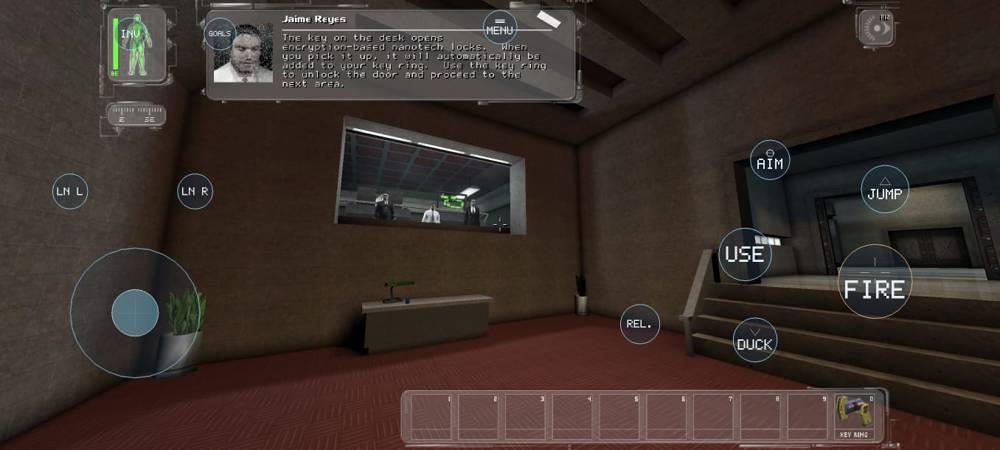 Jaime Reyes
INV
GOALS
MENU
The key on the desk opens
encryption-based nanotech locks. When
you pick it up, it will automatically be
added to your key ring. Use the key ring
to unlock the door and proceed to the
next area.
E SE
LN L
LN R
AIM
JUMP
USE
FIRE
REL.
DUCK
1 2 3 4 5 6 7 8 9 0
KEY RING